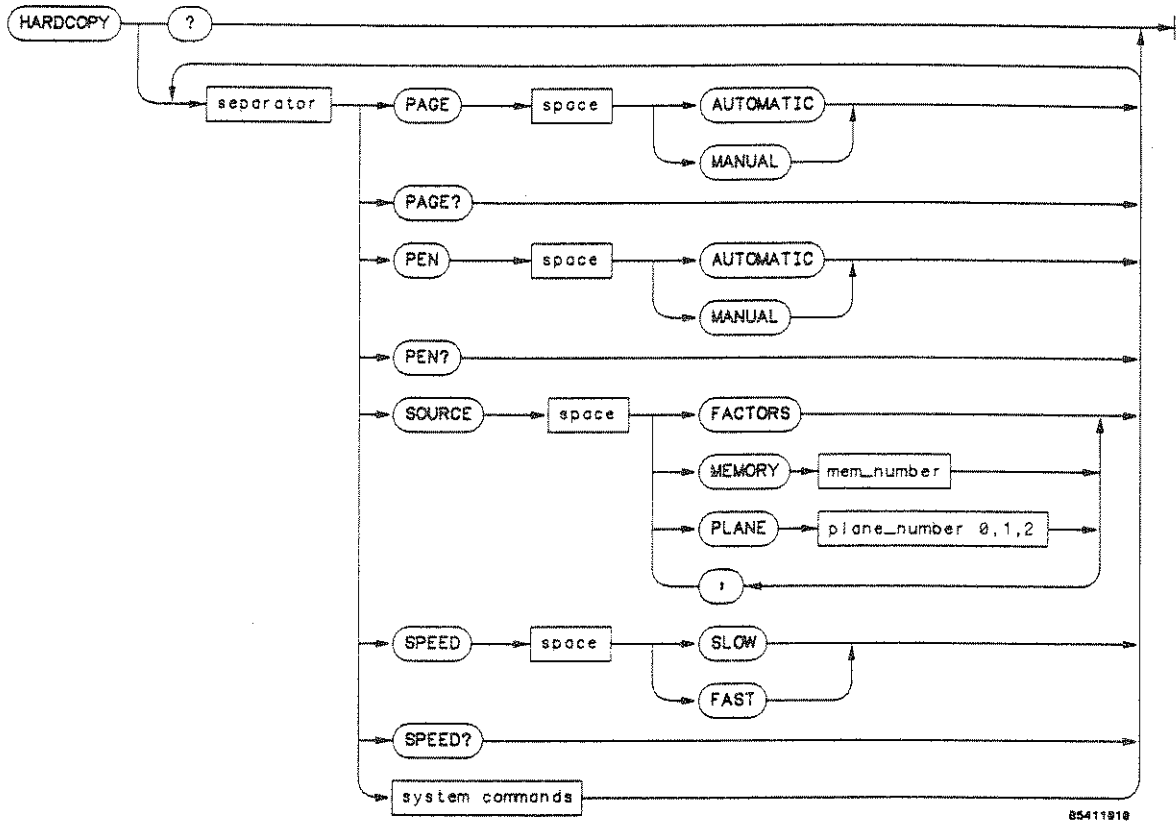 HARDCOPY ?
separator PAGE space AUTOMATIC
MANUAL
PAGE?
PEN space AUTOMATIC
MANUAL
PEN?
SOURCE space FACTORS
MEMORY mem_number
PLANE plane_number 0,1,2
,
SPEED space SLOW
FAST
SPEED?
system commands